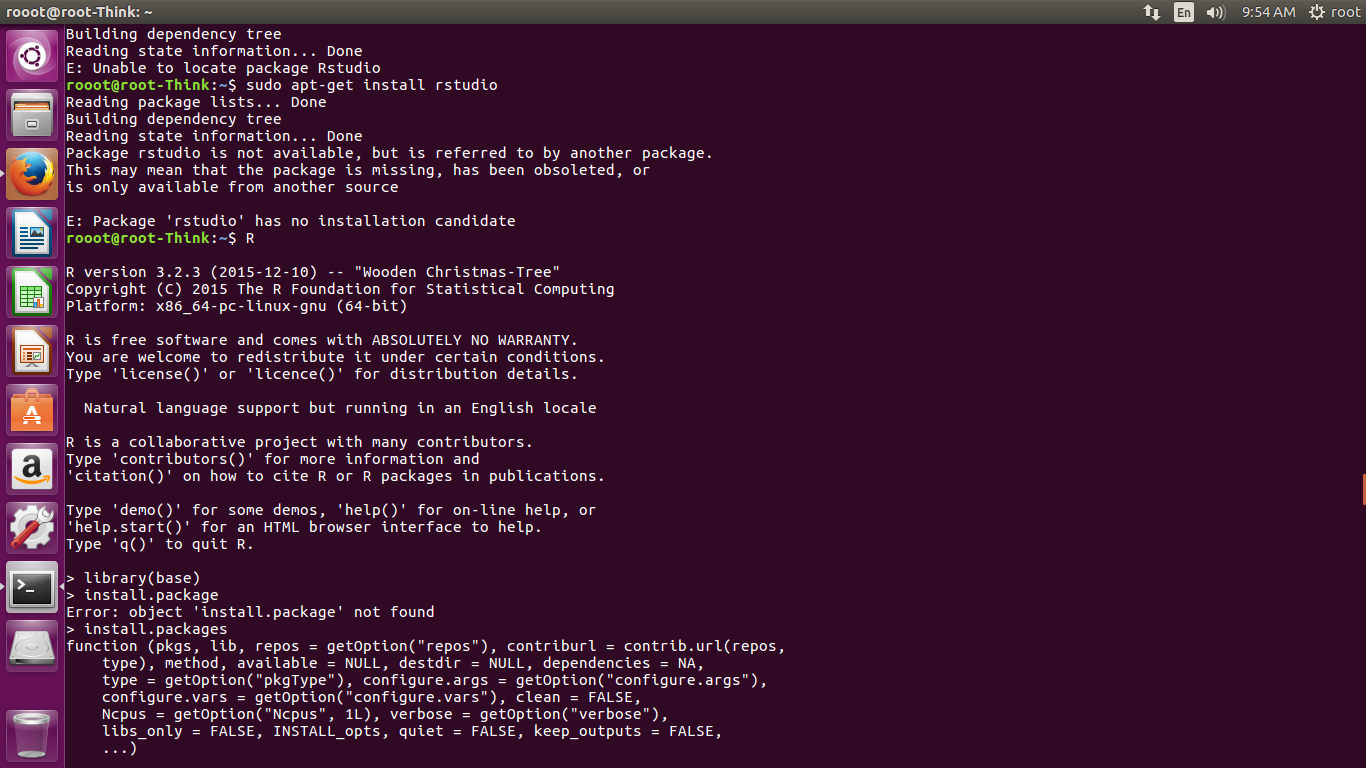 rooot@root-Think: ~
En
9:54 AM
root
Building dependency tree
Reading state information... Done
E: Unable to locate package Rstudio
rooot@root-Think:~$ sudo apt-get install rstudio
Reading package lists... Done
Building dependency tree
Reading state information... Done
Package rstudio is not available, but is referred to by another package.
This may mean that the package is missing, has been obsoleted, or
is only available from another source

E: Package 'rstudio' has no installation candidate
rooot@root-Think:~$ R

R version 3.2.3 (2015-12-10) -- "Wooden Christmas-Tree"
Copyright (C) 2015 The R Foundation for Statistical Computing
Platform: x86_64-pc-linux-gnu (64-bit)

R is free software and comes with ABSOLUTELY NO WARRANTY.
You are welcome to redistribute it under certain conditions.
Type 'license()' or 'licence()' for distribution details.

  Natural language support but running in an English locale

R is a collaborative project with many contributors.
Type 'contributors()' for more information and
'citation()' on how to cite R or R packages in publications.

Type 'demo()' for some demos, 'help()' for on-line help, or
'help.start()' for an HTML browser interface to help.
Type 'q()' to quit R.

> library(base)
> install.package
Error: object 'install.package' not found
> install.packages
function (pkgs, lib, repos = getOption("repos"), contriburl = contrib.url(repos,
    type), method, available = NULL, destdir = NULL, dependencies = NA,
    type = getOption("pkgType"), configure.args = getOption("configure.args"),
    configure.vars = getOption("configure.vars"), clean = FALSE,
    Ncpus = getOption("Ncpus", 1L), verbose = getOption("verbose"),
    libs_only = FALSE, INSTALL_opts, quiet = FALSE, keep_outputs = FALSE,
    ...)